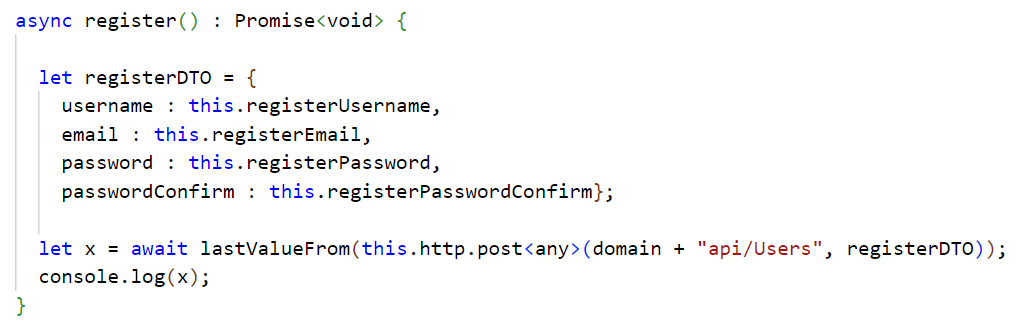 async register() : Promise<void> {
let registerDTO = {
username : this.registerUsername,
email : this.registerEmail,
password : this.registerPassword,
passwordConfirm : this.registerPasswordConfirm};
let x = await lastValueFrom(this.http.post<any>(domain + "api/Users", registerDTO));
console.log(x);
}